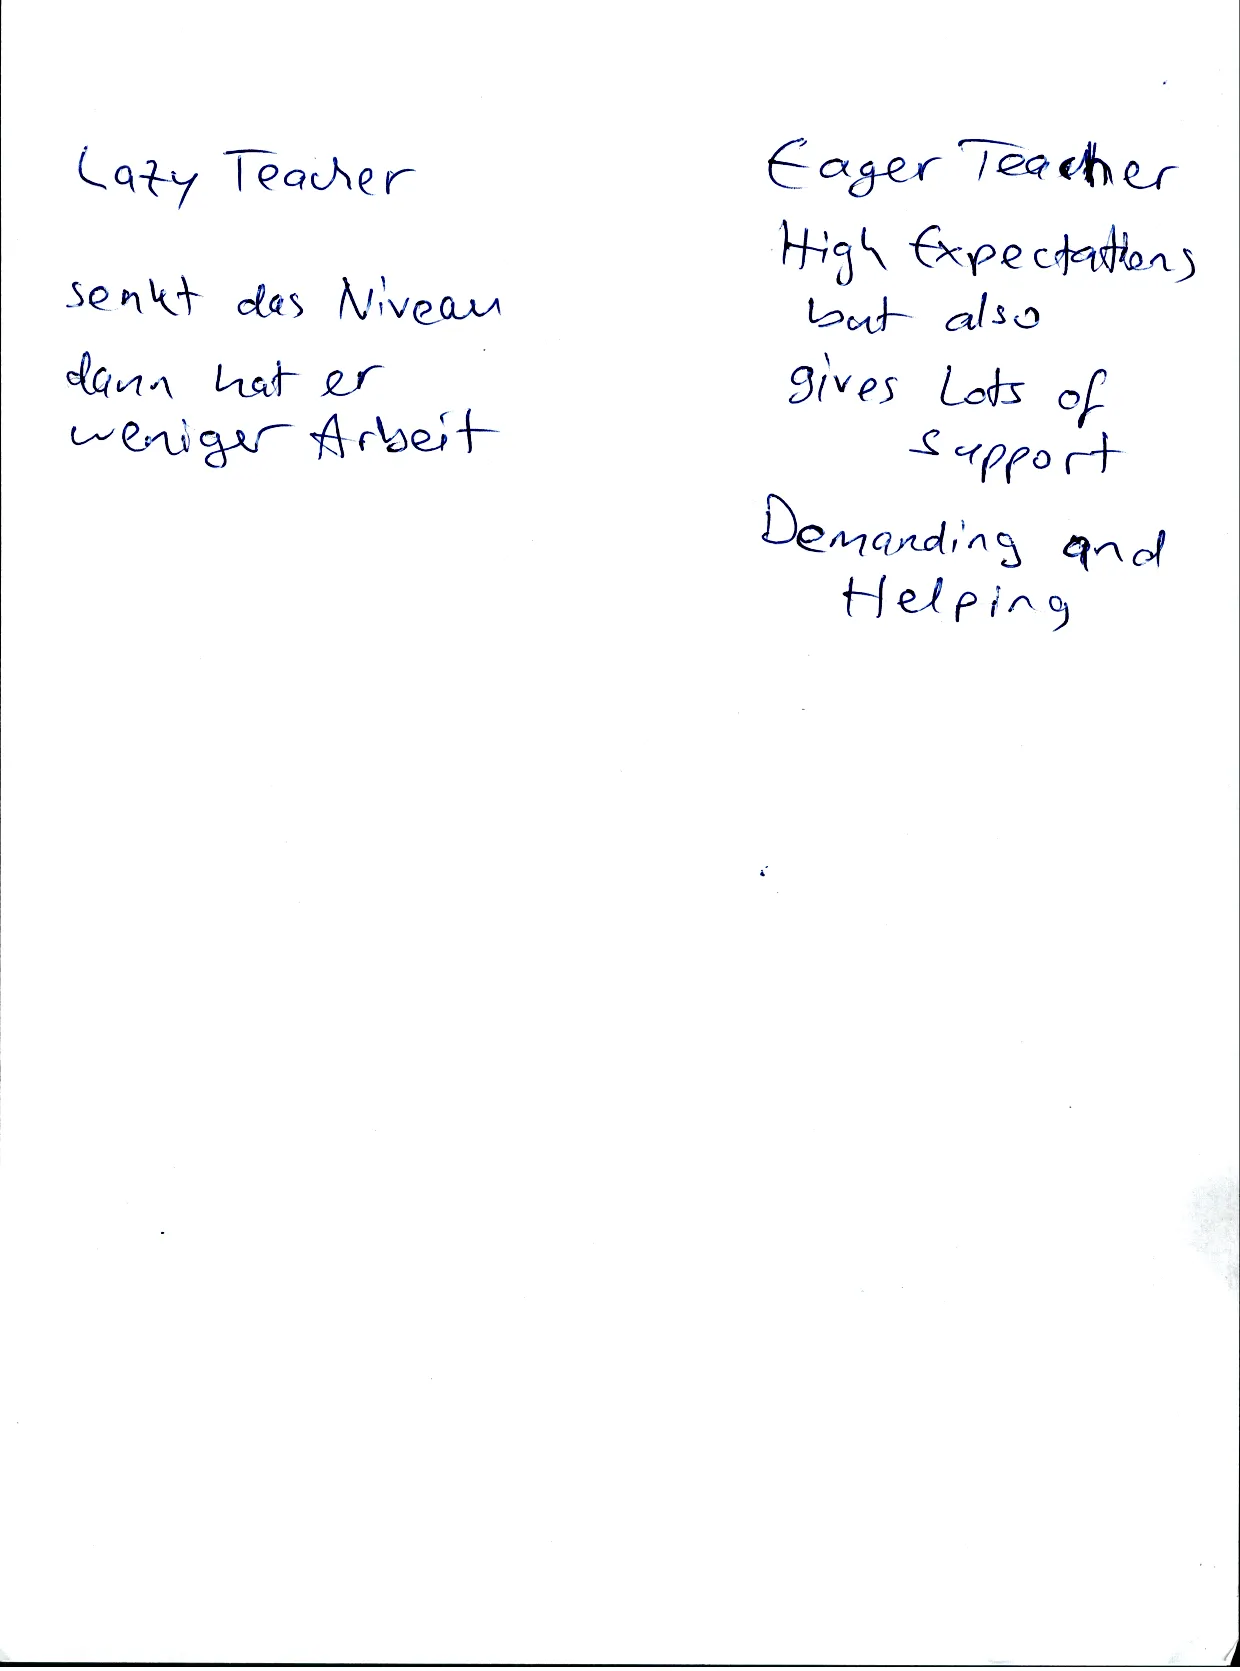 Lazy Teacher
senkt das Niveau
dann hat er
weniger Arbeit
Eager Teacher
High Expectations
but also
gives Lots of
support
Demanding and
Helping